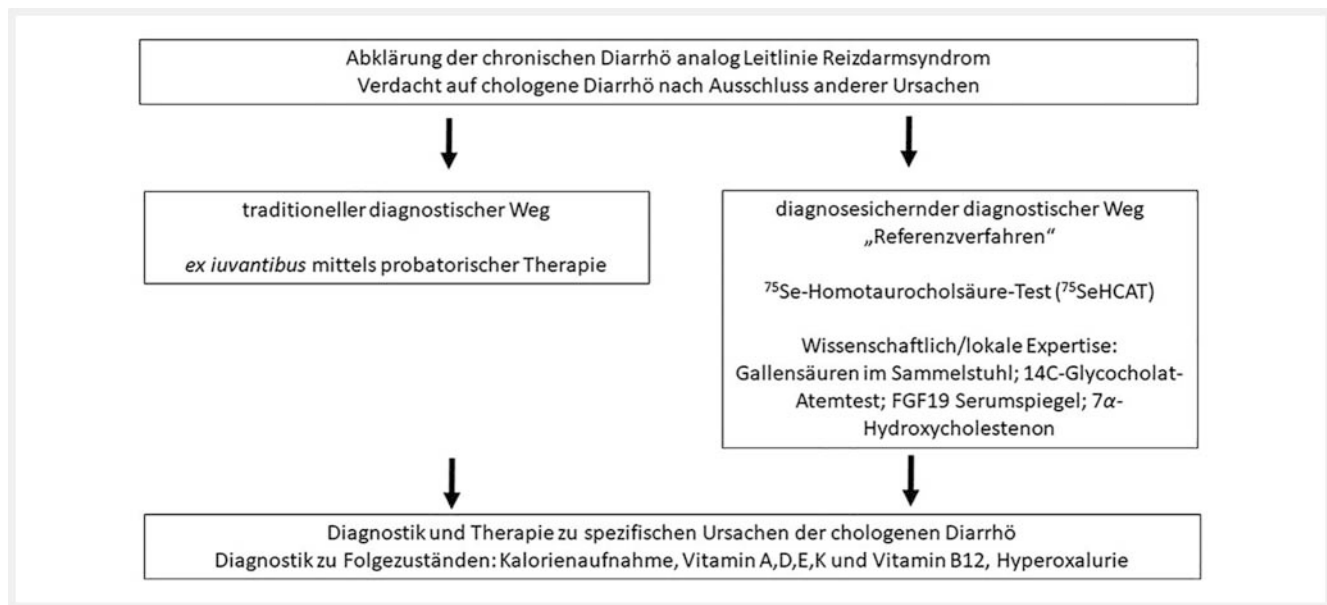 Abklärung der chronischen Diarrhö analog Leitlinie Reizdarmsyndrom
Verdacht auf chologene Diarrhö nach Ausschluss anderer Ursachen
traditioneller diagnostischer Weg
ex iuvantibus mittels probatorischer Therapie
diagnosesichernder diagnostischer Weg
„Referenzverfahren“
⁷⁵Se-Homotaurocholsäure-Test (⁷⁵SeHCAT)
Wissenschaftlich/lokale Expertise:
Gallensäuren im Sammelstuhl; 14C-Glycocholat-
Atemtest; FGF19 Serumspiegel; 7α-
Hydroxycholestenon
Diagnostik und Therapie zu spezifischen Ursachen der chologenen Diarrhö
Diagnostik zu Folgezuständen: Kalorienaufnahme, Vitamin A,D,E,K und Vitamin B12, Hyperoxalurie